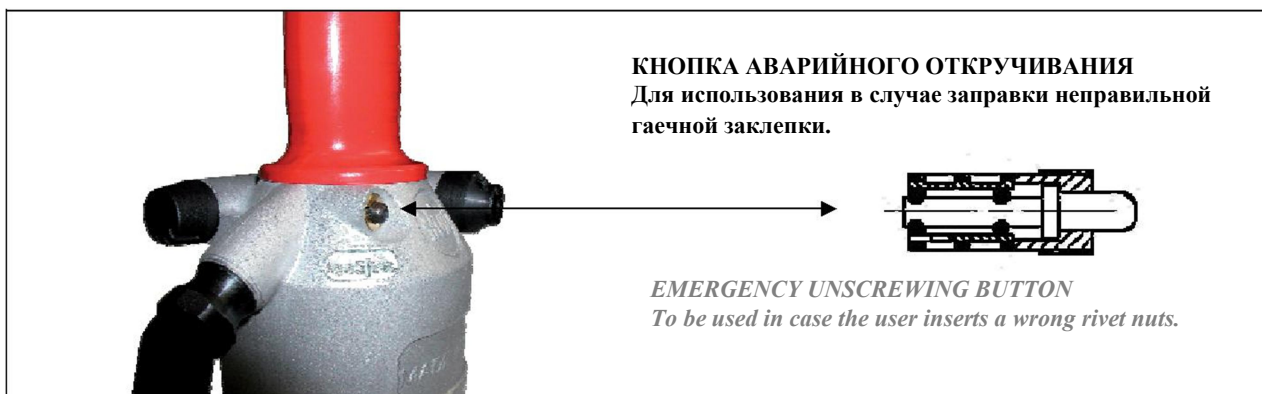 КНОПКА АВАРИЙНОГО ОТКРУЧИВАНИЯ
Для использования в случае заправки неправильной
гаечной заклепки.
EMERGENCY UNSCREWING BUTTON
To be used in case the user inserts a wrong rivet nuts.